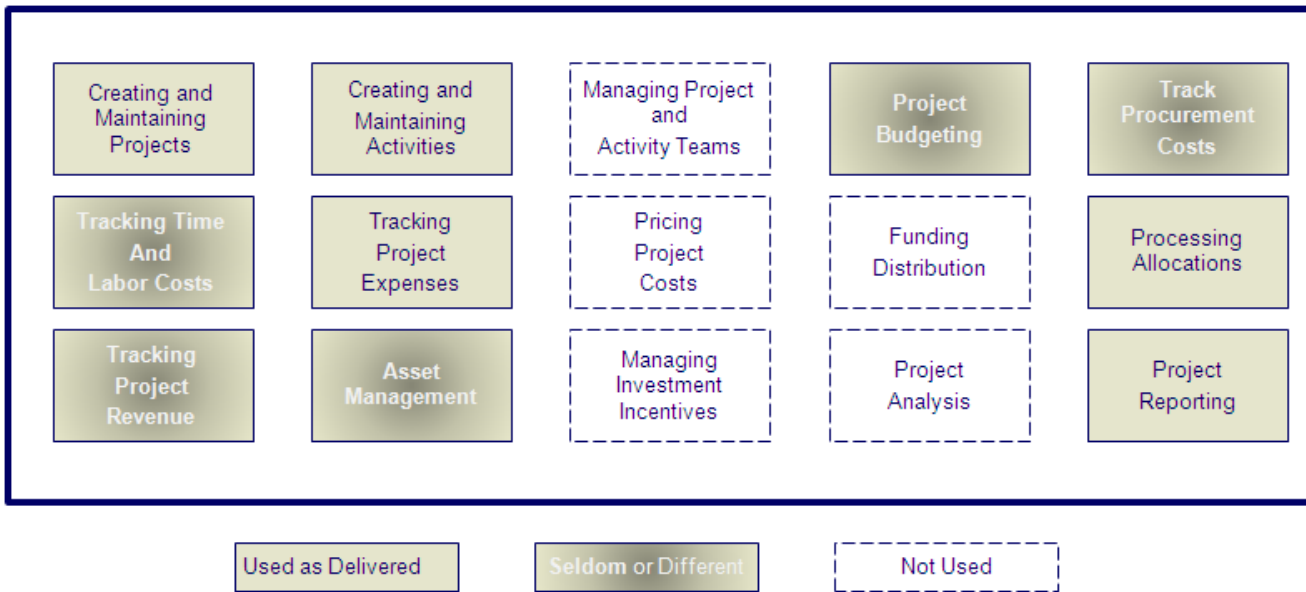 Creating and
Maintaining
Projects
Creating and
Maintaining
Activities
Managing Project
and
Activity Teams
Project
Budgeting
Track
Procurement
Costs
Tracking Time
And
Labor Costs
Tracking
Project
Expenses
Pricing
Project
Costs
Funding
Distribution
Processing
Allocations
Tracking
Project
Revenue
Asset
Management
Managing
Investment
Incentives
Project
Analysis
Project
Reporting
Used as Delivered
Seldom or Different
Not Used